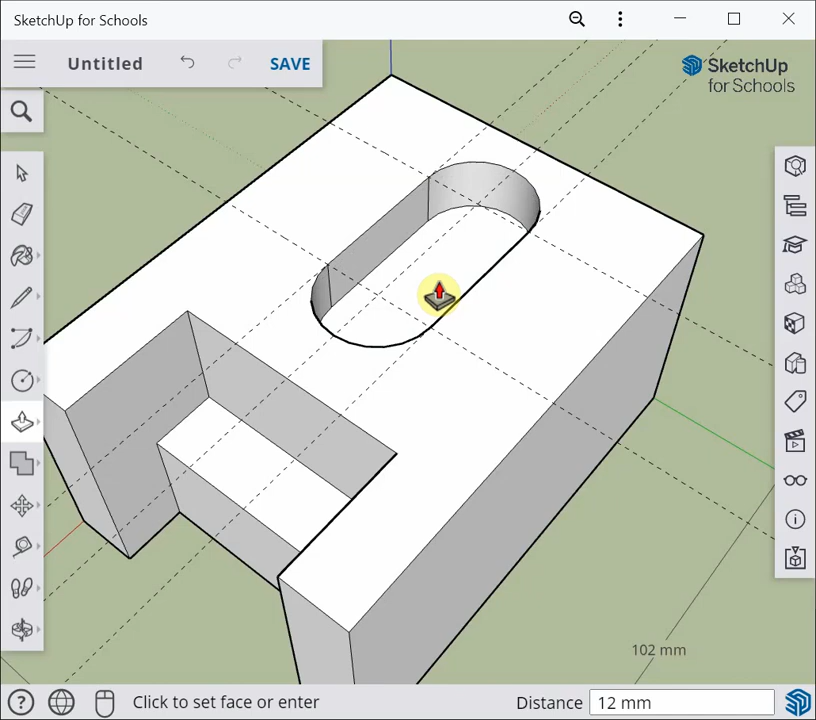 SketchUp for Schools
Untitled
SAVE
SketchUp
for Schools
102 mm
Click to set face or enter
Distance
12 mm